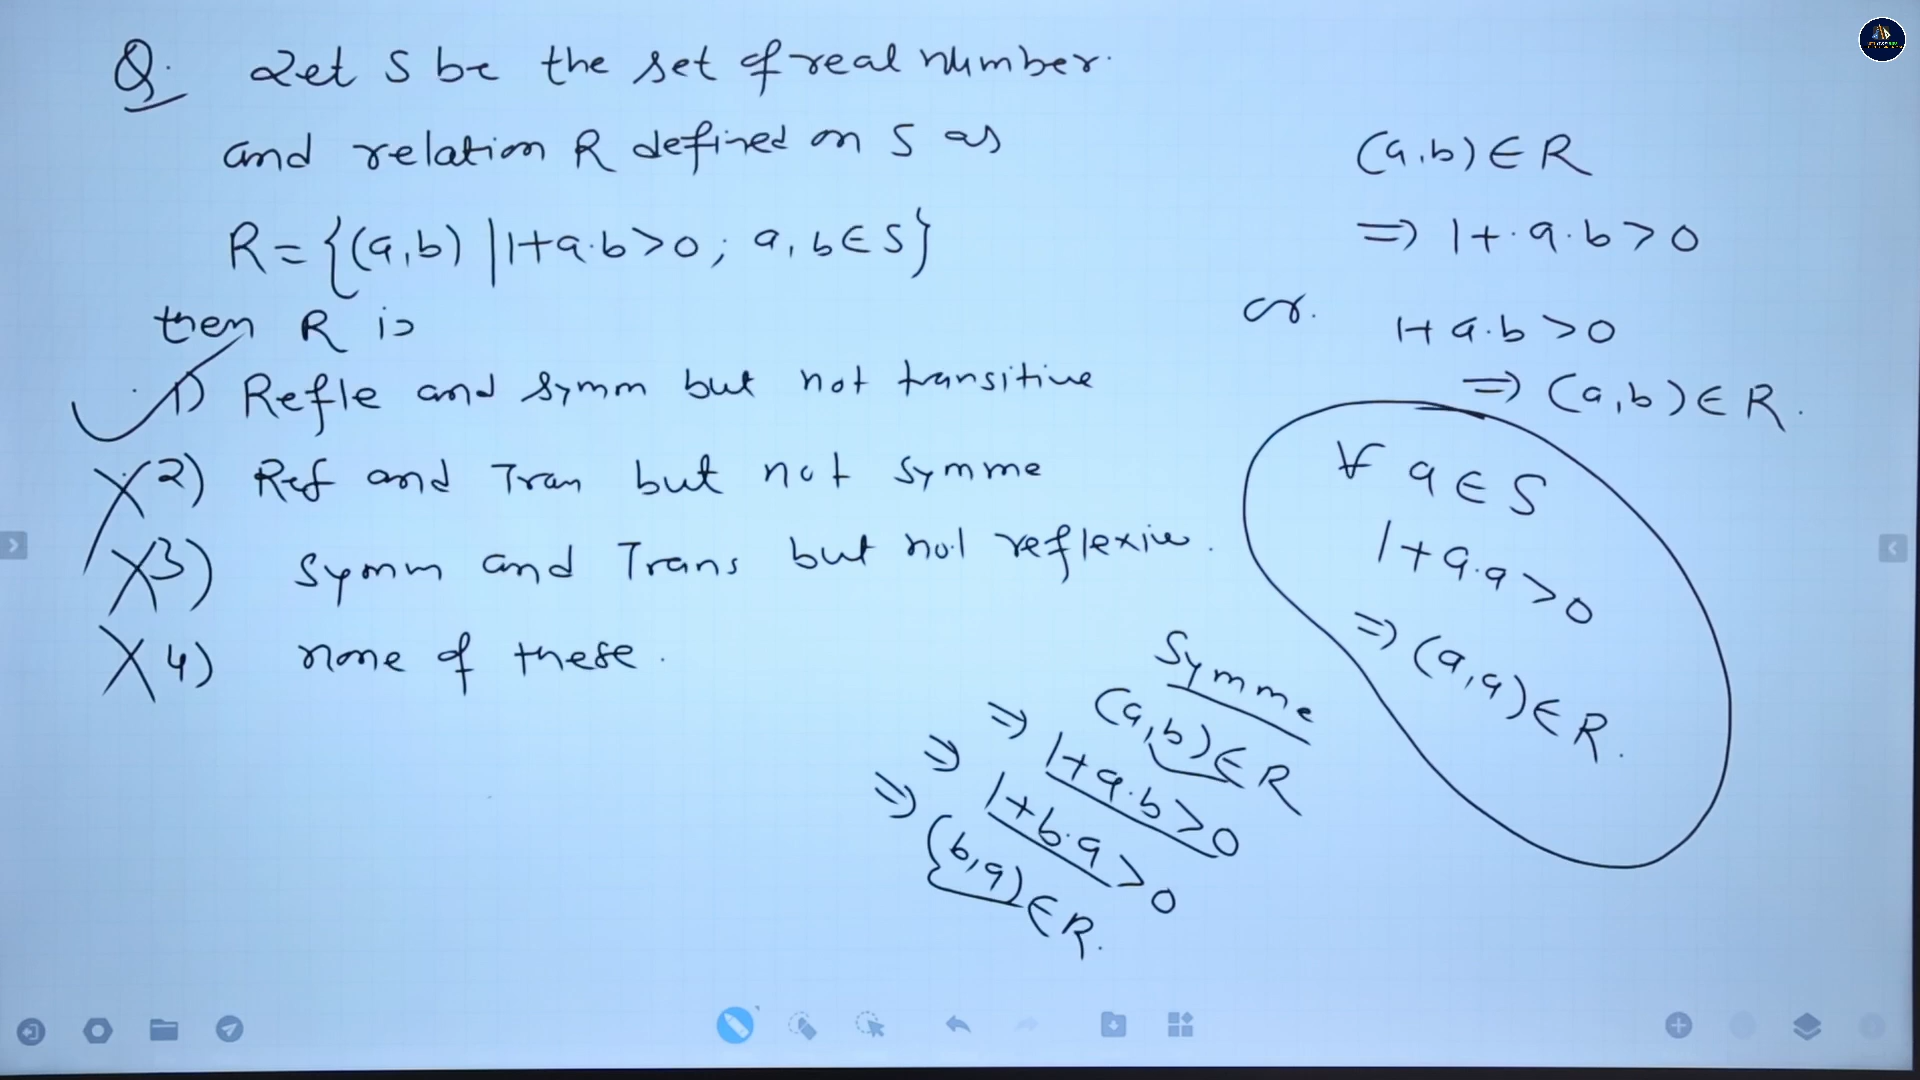 Q. Let S be the set of real number.
and relation R defined on S as
R = {(a,b) | 1+a.b>0; a, b∈S}
then R is
1) Refle and symm but not transitive
2) Ref and Tran but not symme
3) Symm and Trans but not reflexive.
4) none of these.
(a,b)∈R
=> 1+.a.b>0
or. 1+a.b>0
=> (a,b)∈R.
∀ a∈S
1+a.a>0
=> (a,a)∈R.
Symme
(a,b)∈R
=> 1+a.b>0
=> 1+b.a>0
=> (b,a)∈R.